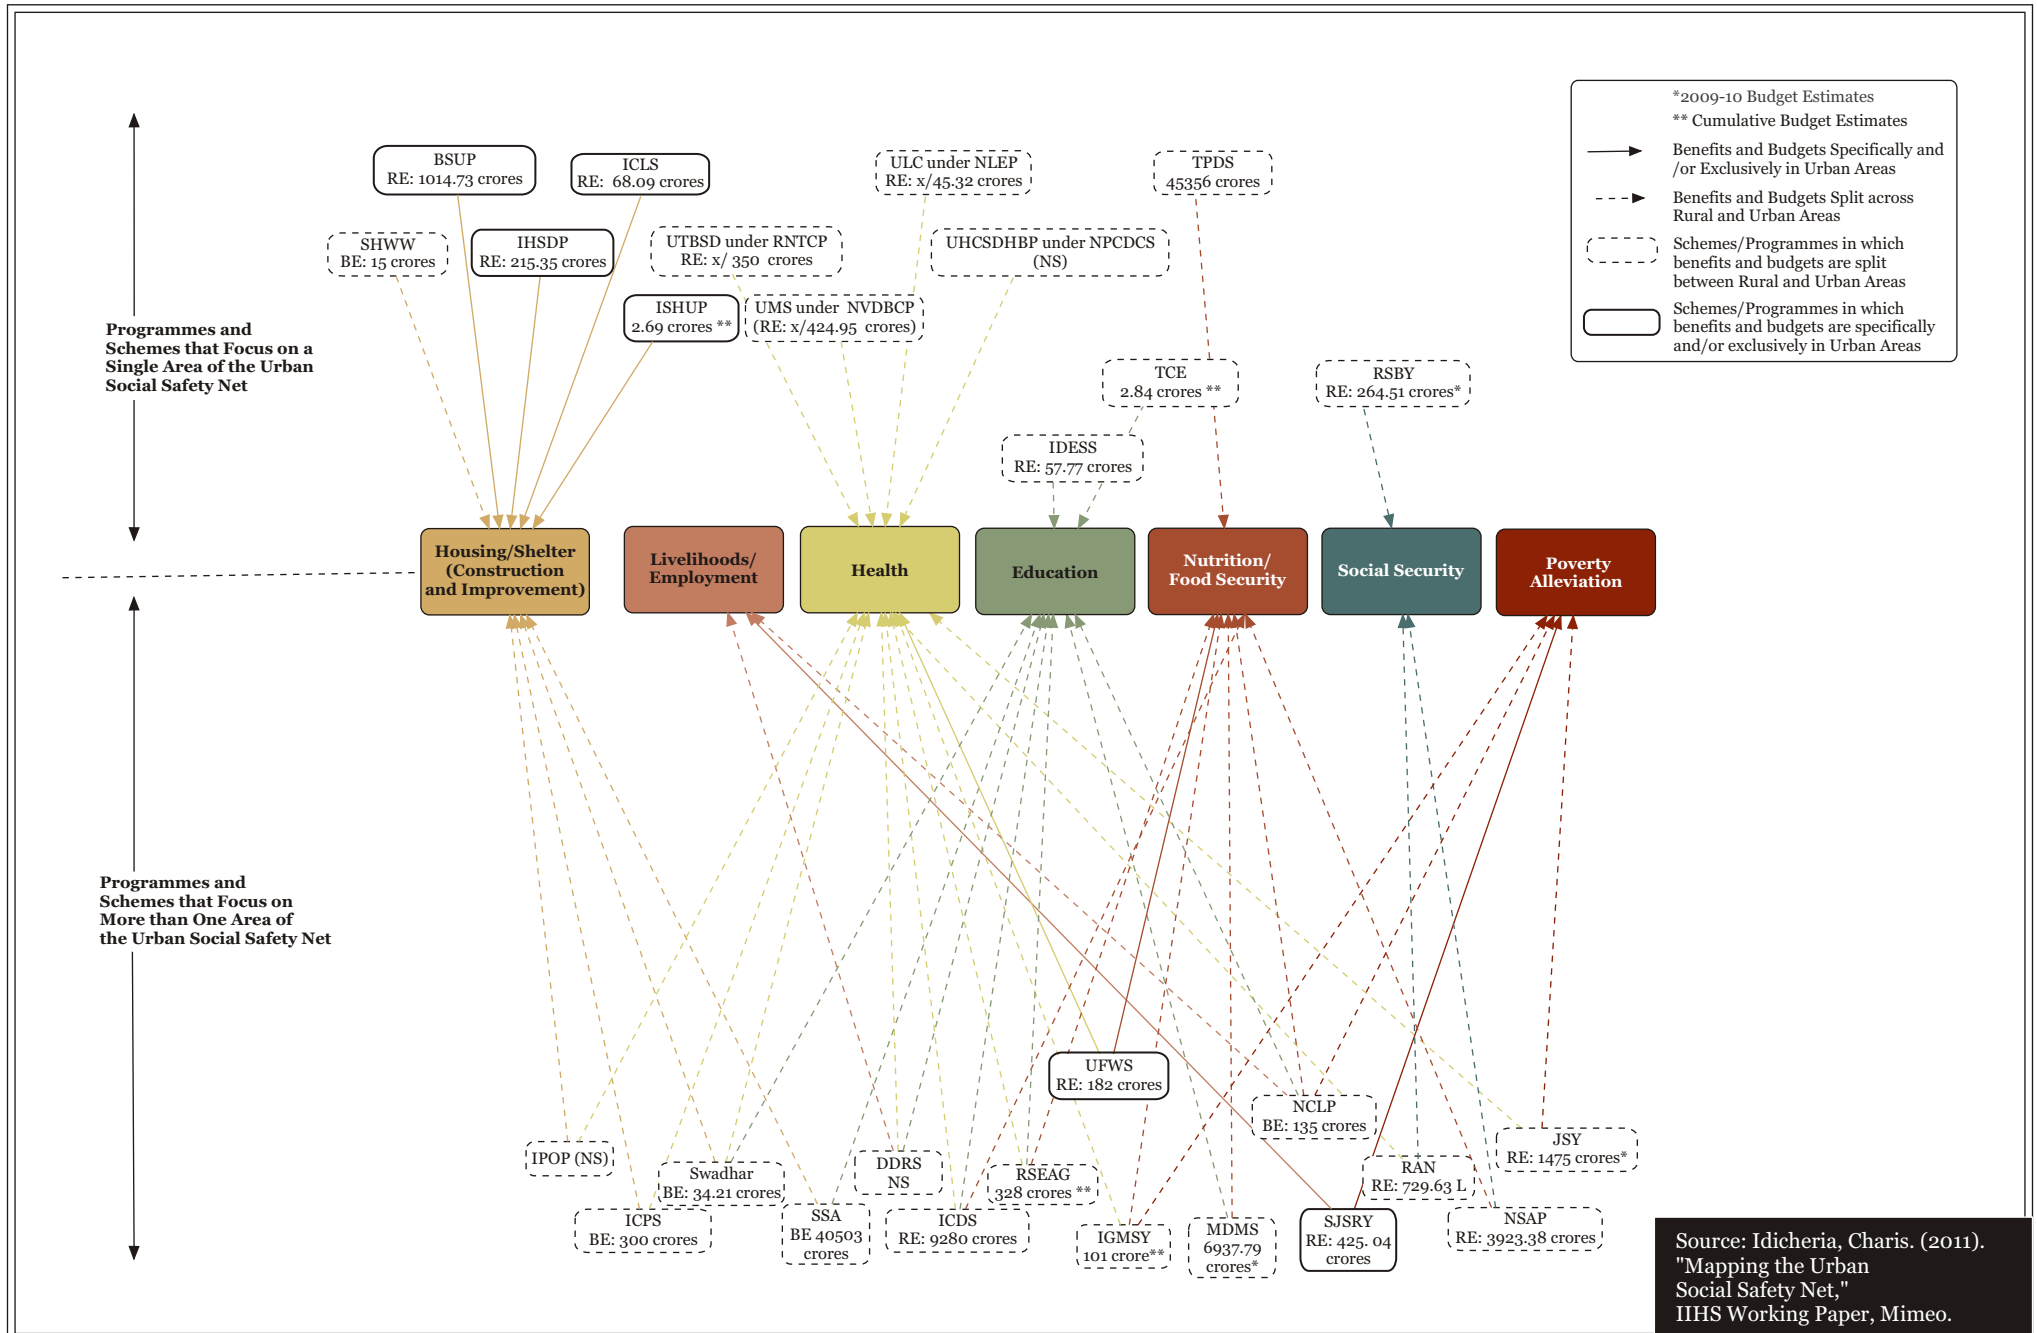 *2009-10 Budget Estimates
** Cumulative Budget Estimates
Benefits and Budgets Specifically and
/or Exclusively in Urban Areas
Benefits and Budgets Split across
Rural and Urban Areas
Schemes/Programmes in which
benefits and budgets are split
between Rural and Urban Areas
Schemes/Programmes in which
benefits and budgets are specifically
and/or exclusively in Urban Areas
BSUP
RE: 1014.73 crores
ICLS
RE: 68.09 crores
ULC under NLEP
RE: x/45.32 crores
TPDS
45356 crores
SHWW
BE: 15 crores
IHSDP
RE: 215.35 crores
UTBSD under RNTCP
RE: x/ 350 crores
UHCSDHBP under NPCDCS
(NS)
ISHUP
2.69 crores **
UMS under NVDBCP
(RE: x/424.95 crores)
Programmes and
Schemes that Focus on a
Single Area of the Urban
Social Safety Net
TCE
2.84 crores **
RSBY
RE: 264.51 crores*
IDESS
RE: 57.77 crores
Housing/Shelter
(Construction
and Improvement)
Livelihoods/
Employment
Health
Education
Nutrition/
Food Security
Social Security
Poverty
Alleviation
Programmes and
Schemes that Focus on
More than One Area of
the Urban Social Safety Net
UFWS
RE: 182 crores
NCLP
BE: 135 crores
IPOP (NS)
Swadhar
BE: 34.21 crores
DDRS
NS
RSEAG
328 crores **
RAN
RE: 729.63 L
JSY
RE: 1475 crores*
ICPS
BE: 300 crores
SSA
BE 40503
crores
ICDS
RE: 9280 crores
IGMSY
101 crore**
MDMS
6937.79
crores*
SJSRY
RE: 425. 04
crores
NSAP
RE: 3923.38 crores
Source: Idicheria, Charis. (2011).
"Mapping the Urban
Social Safety Net,"
IIHS Working Paper, Mimeo.